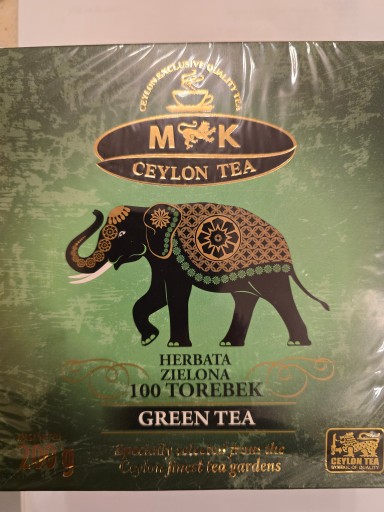 CEYLON EXCLUSIVE QUALITY TEA
M K
CEYLON TEA
HERBATA
ZIELONA
100 TOREBEK
GREEN TEA
200 g
Specially selected from the
Ceylon finest tea gardens
CEYLON TEA
SYMBOL OF QUALITY